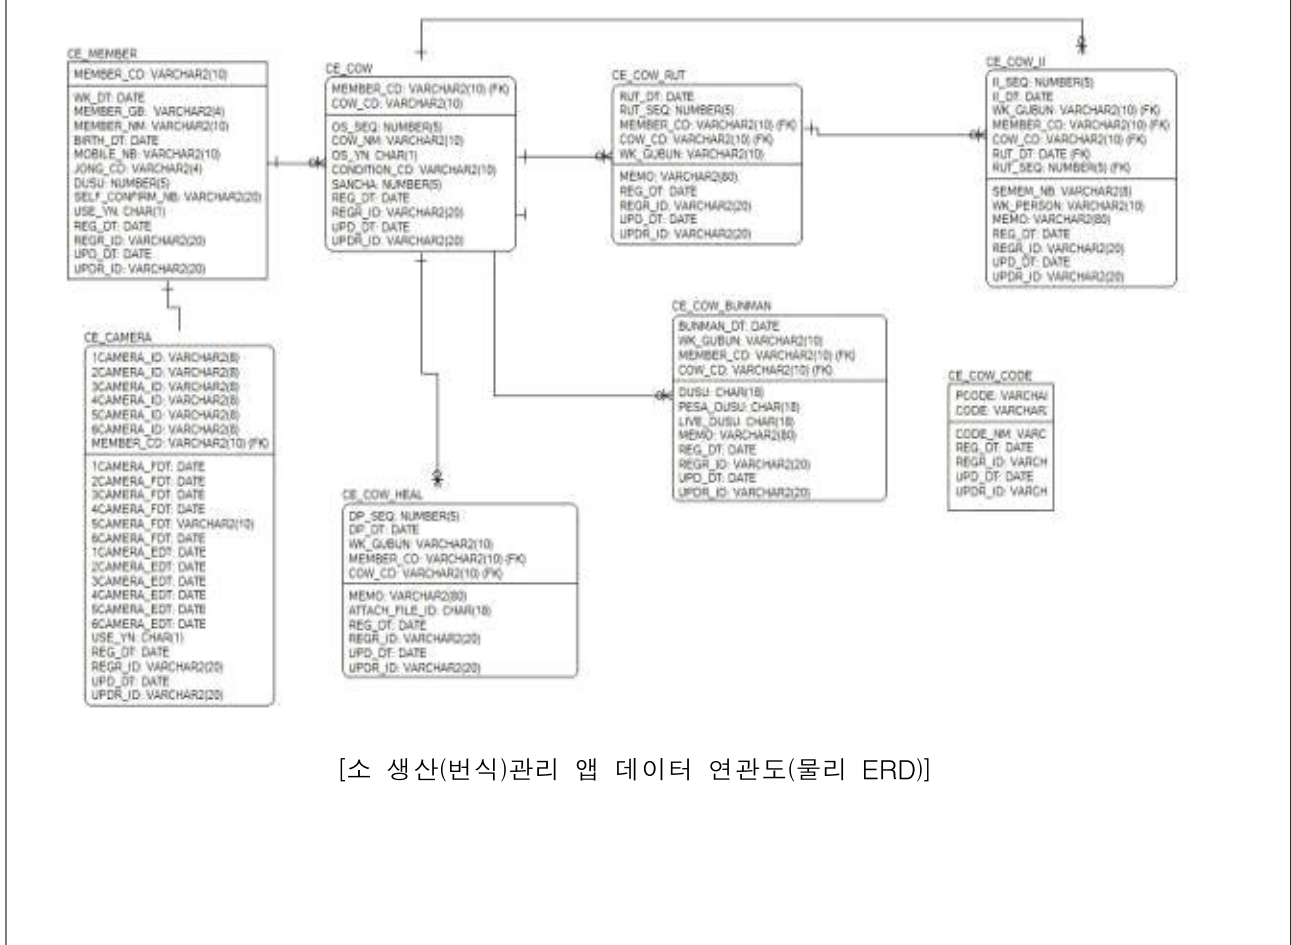 CE_MEMBER
MEMBER_CD: VARCHAR2(10)
WK_DT: DATE
MEMBER_GB: VARCHAR2(4)
MEMBER_NM: VARCHAR2(10)
BIRTH_DT: DATE
MOBILE_NB: VARCHAR2(10)
JONG_CD: VARCHAR2(4)
DUSU: NUMBER(5)
SELF_CONFIRM_NB: VARCHAR2(20)
USE_YN: CHAR(1)
REG_DT: DATE
REGR_ID: VARCHAR2(20)
UPD_DT: DATE
UPDR_ID: VARCHAR2(20)
CE_COW
MEMBER_CD: VARCHAR2(10) (FK)
COW_CD: VARCHAR2(10)
OS_SEQ: NUMBER(5)
COW_NM: VARCHAR2(10)
OS_YN: CHAR(1)
CONDITION_CD: VARCHAR2(10)
SANCHA: NUMBER(5)
REG_DT: DATE
REGR_ID: VARCHAR2(20)
UPD_DT: DATE
UPDR_ID: VARCHAR2(20)
CE_COW_RUT
RUT_DT: DATE
RUT_SEQ: NUMBER(5)
MEMBER_CD: VARCHAR2(10) (FK)
COW_CD: VARCHAR2(10) (FK)
WK_GUBUN: VARCHAR2(10)
MEMO: VARCHAR2(80)
REG_DT: DATE
REGR_ID: VARCHAR2(20)
UPD_DT: DATE
UPDR_ID: VARCHAR2(20)
CE_COW_II
II_SEQ: NUMBER(5)
II_DT: DATE
WK_GUBUN: VARCHAR2(10) (FK)
MEMBER_CD: VARCHAR2(10) (FK)
COW_CD: VARCHAR2(10) (FK)
RUT_DT: DATE (FK)
RUT_SEQ: NUMBER(5) (FK)
SEMEM_NB: VARCHAR2(8)
WK_PERSON: VARCHAR2(10)
MEMO: VARCHAR2(80)
REG_DT: DATE
REGR_ID: VARCHAR2(20)
UPD_DT: DATE
UPDR_ID: VARCHAR2(20)
CE_CAMERA
1CAMERA_ID: VARCHAR2(8)
2CAMERA_ID: VARCHAR2(8)
3CAMERA_ID: VARCHAR2(8)
4CAMERA_ID: VARCHAR2(8)
5CAMERA_ID: VARCHAR2(8)
6CAMERA_ID: VARCHAR2(8)
MEMBER_CD: VARCHAR2(10) (FK)
1CAMERA_FDT: DATE
2CAMERA_FDT: DATE
3CAMERA_FDT: DATE
4CAMERA_FDT: DATE
5CAMERA_FDT: VARCHAR2(10)
6CAMERA_FDT: DATE
1CAMERA_EDT: DATE
2CAMERA_EDT: DATE
3CAMERA_EDT: DATE
4CAMERA_EDT: DATE
5CAMERA_EDT: DATE
6CAMERA_EDT: DATE
USE_YN: CHAR(1)
REG_DT: DATE
REGR_ID: VARCHAR2(20)
UPD_DT: DATE
UPDR_ID: VARCHAR2(20)
CE_COW_HEAL
DP_SEQ: NUMBER(5)
DP_DT: DATE
WK_GUBUN: VARCHAR2(10)
MEMBER_CD: VARCHAR2(10) (FK)
COW_CD: VARCHAR2(10) (FK)
MEMO: VARCHAR2(80)
ATTACH_FILE_ID: CHAR(18)
REG_DT: DATE
REGR_ID: VARCHAR2(20)
UPD_DT: DATE
UPDR_ID: VARCHAR2(20)
CE_COW_BUNMAN
BUNMAN_DT: DATE
WK_GUBUN: VARCHAR2(10)
MEMBER_CD: VARCHAR2(10) (FK)
COW_CD: VARCHAR2(10) (FK)
DUSU: CHAR(18)
PESA_DUSU: CHAR(18)
LIVE_DUSU: CHAR(18)
MEMO: VARCHAR2(80)
REG_DT: DATE
REGR_ID: VARCHAR2(20)
UPD_DT: DATE
UPDR_ID: VARCHAR2(20)
CE_COW_CODE
PCODE: VARCHAI
CODE: VARCHAR
CODE_NM: VARC
REG_DT: DATE
REGR_ID: VARCH
UPD_DT: DATE
UPDR_ID: VARCH
[소 생산(번식)관리 앱 데이터 연관도(물리 ERD)]